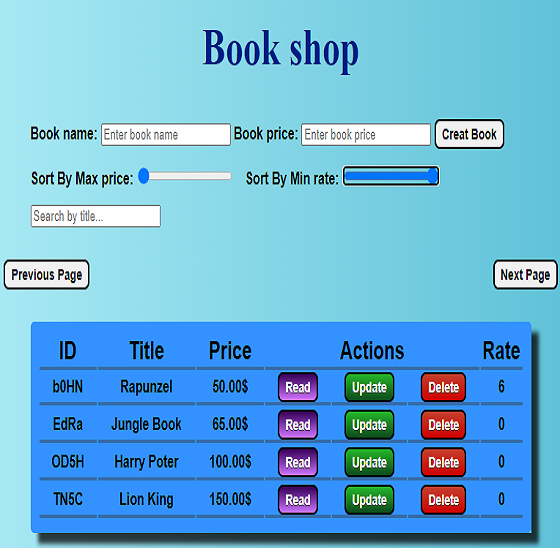 Book shop
Book name: Enter book name Book price: Enter book price Creat Book
Sort By Max price: Sort By Min rate:
Search by title...
Previous Page Next Page
ID Title Price Actions Rate
b0HN Rapunzel 50.00$ Read Update Delete 6
EdRa Jungle Book 65.00$ Read Update Delete 0
OD5H Harry Poter 100.00$ Read Update Delete 0
TN5C Lion King 150.00$ Read Update Delete 0